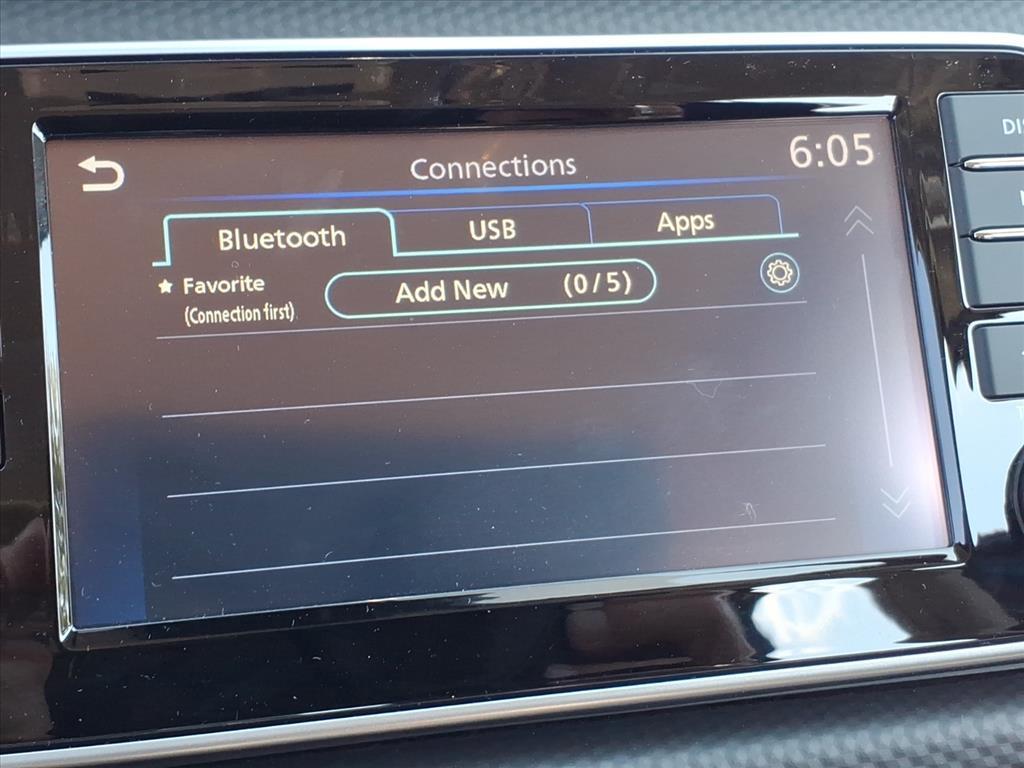 Connections
6:05
Bluetooth
USB
Apps
★ Favorite
(Connection first)
Add New (0/5)